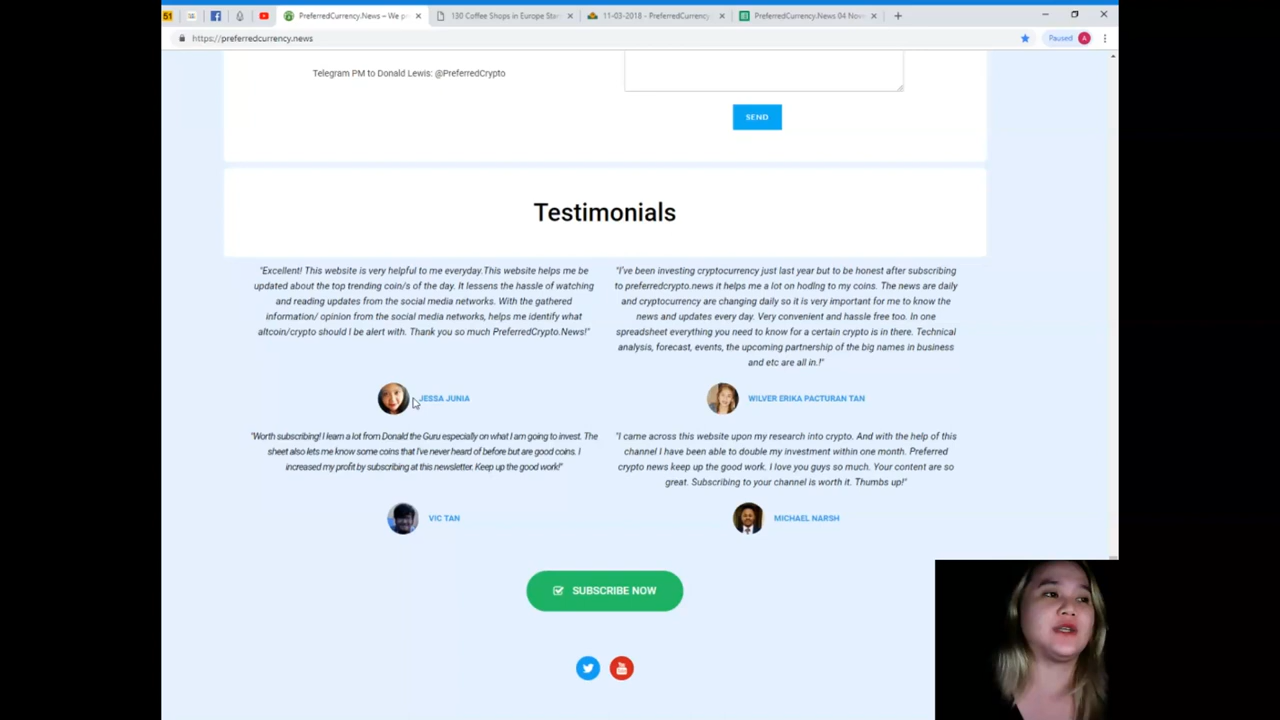 51
PreferredCurrency.News – We p
130 Coffee Shops in Europe Star
11-03-2018 - PreferredCurrency
PreferredCurrency.News 04 Nov
https://preferredcurrency.news
Paused
A
Telegram PM to Donald Lewis: @PreferredCrypto
SEND
Testimonials
"Excellent! This website is very helpful to me everyday.This website helps me be
updated about the top trending coin/s of the day. It lessens the hassle of watching
and reading updates from the social media networks. With the gathered
information/ opinion from the social media networks, helps me identify what
altcoin/crypto should I be alert with. Thank you so much PreferredCrypto.News!"
JESSA JUNIA
"I've been investing cryptocurrency just last year but to be honest after subscribing
to preferredcrypto.news it helps me a lot on hodlng to my coins. The news are daily
and cryptocurrency are changing daily so it is very important for me to know the
news and updates every day. Very convenient and hassle free too. In one
spreadsheet everything you need to know for a certain crypto is in there. Technical
analysis, forecast, events, the upcoming partnership of the big names in business
and etc are all in.!"
WILVER ERIKA PACTURAN TAN
"Worth subscribing! I learn a lot from Donald the Guru especially on what I am going to invest. The
sheet also lets me know some coins that I've never heard of before but are good coins. I
increased my profit by subscribing at this newsletter. Keep up the good work!"
VIC TAN
"I came across this website upon my research into crypto. And with the help of this
channel I have been able to double my investment within one month. Preferred
crypto news keep up the good work. I love you guys so much. Your content are so
great. Subscribing to your channel is worth it. Thumbs up!"
MICHAEL NARSH
SUBSCRIBE NOW